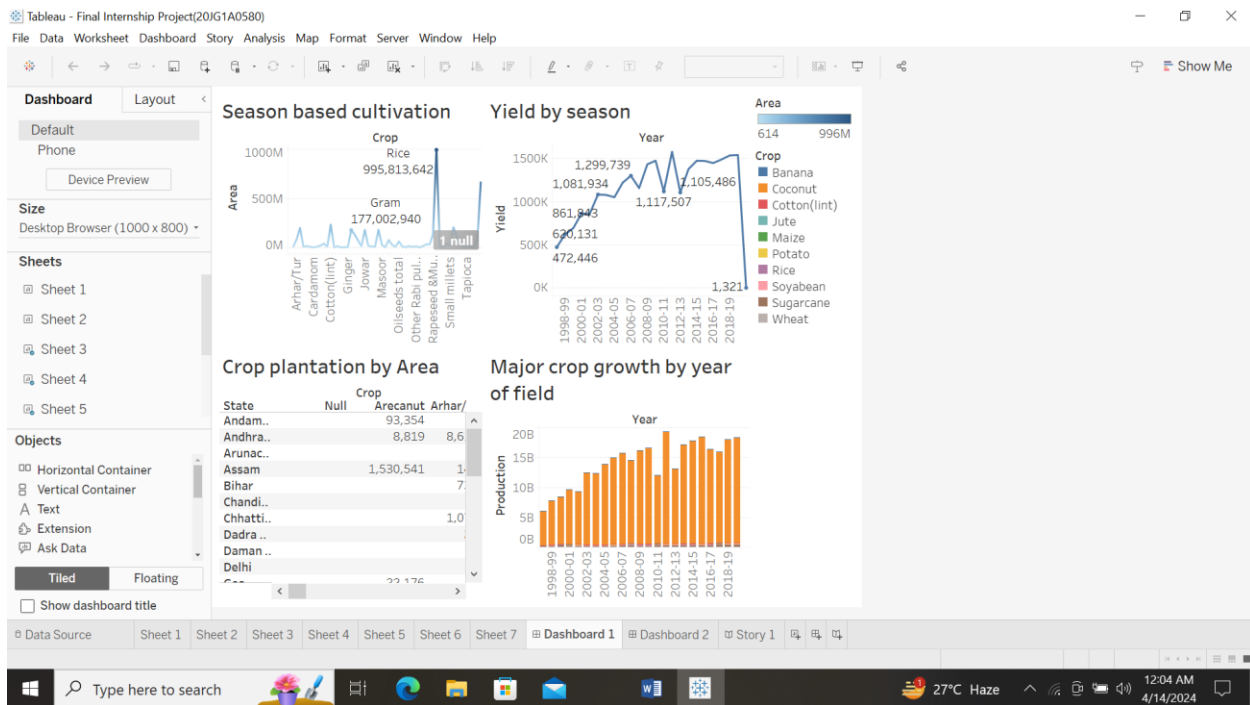 Tableau - Final Internship Project(20JG1A0580)
File Data Worksheet Dashboard Story Analysis Map Format Server Window Help
Show Me
Dashboard Layout
Default
Phone
Device Preview
Size
Desktop Browser (1000 x 800)
Sheets
Sheet 1
Sheet 2
Sheet 3
Sheet 4
Sheet 5
Objects
Horizontal Container
Vertical Container
Text
Extension
Ask Data
Tiled Floating
Show dashboard title
Season based cultivation
Crop
Rice
995,813,642
Gram
177,002,940
1 null
Area
1000M
500M
0M
Arhar/Tur
Cardamom
Cotton(lint)
Ginger
Jowar
Masoor
Oilseeds total
Other Rabi pul..
Rapeseed &Mu..
Small millets
Tapioca
Yield by season
Year
Yield
1500K
1000K
500K
0K
1,299,739
1,081,934
861,843
620,131
472,446
1,117,507
1,105,486
1,321
1998-99
2000-01
2002-03
2004-05
2006-07
2008-09
2010-11
2012-13
2014-15
2016-17
2018-19
Area
614 996M
Crop
Banana
Coconut
Cotton(lint)
Jute
Maize
Potato
Rice
Soyabean
Sugarcane
Wheat
Crop plantation by Area
Crop
State Null Arecanut Arhar/
Andam.. 93,354
Andhra.. 8,819 8,6
Arunac..
Assam 1,530,541 1
Bihar 7
Chandi..
Chhatti.. 1,0
Dadra ..
Daman ..
Delhi
Major crop growth by year
of field
Year
Production
20B
15B
10B
5B
0B
1998-99
2000-01
2002-03
2004-05
2006-07
2008-09
2010-11
2012-13
2014-15
2016-17
2018-19
Data Source Sheet 1 Sheet 2 Sheet 3 Sheet 4 Sheet 5 Sheet 6 Sheet 7 Dashboard 1 Dashboard 2 Story 1
Type here to search
27°C Haze
12:04 AM
4/14/2024